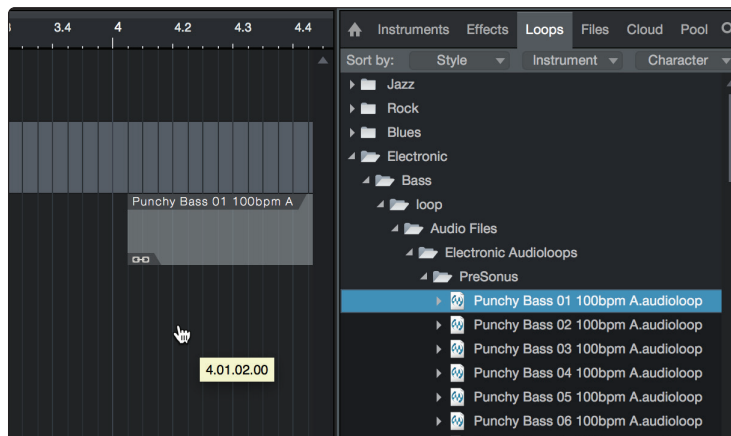 3.4 4 4.2 4.3 4.4
Punchy Bass 01 100bpm A
4.01.02.00
Instruments Effects Loops Files Cloud Pool
Sort by: Style Instrument Character
Jazz
Rock
Blues
Electronic
Bass
loop
Audio Files
Electronic Audioloops
PreSonus
Punchy Bass 01 100bpm A.audioloop
Punchy Bass 02 100bpm A.audioloop
Punchy Bass 03 100bpm A.audioloop
Punchy Bass 04 100bpm A.audioloop
Punchy Bass 05 100bpm A.audioloop
Punchy Bass 06 100bpm A.audioloop